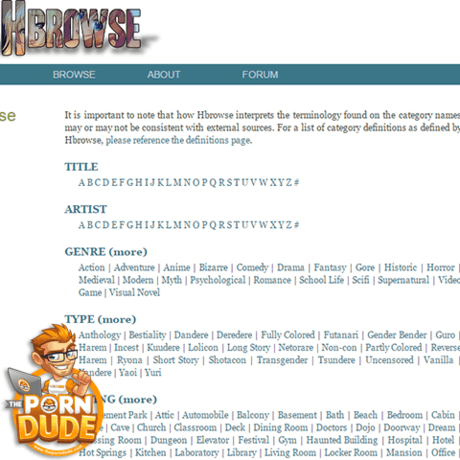 HBROWSE
BROWSE ABOUT FORUM
se
It is important to note that how Hbrowse interprets the terminology found on the category names
may or may not be consistent with external sources. For a list of category definitions as defined by
Hbrowse, please reference the definitions page.
TITLE
A B C D E F G H I J K L M N O P Q R S T U V W X Y Z #
ARTIST
A B C D E F G H I J K L M N O P Q R S T U V W X Y Z #
GENRE (more)
Action | Adventure | Anime | Bizarre | Comedy | Drama | Fantasy | Gore | Historic | Horror |
Medieval | Modern | Myth | Psychological | Romance | School Life | Scifi | Supernatural | Video
Game | Visual Novel
TYPE (more)
Anthology | Bestiality | Dandere | Deredere | Fully Colored | Futanari | Gender Bender | Guro |
Harem | Incest | Kuudere | Lolicon | Long Story | Netorare | Non-con | Partly Colored | Reverse
Harem | Ryona | Short Story | Shotacon | Transgender | Tsundere | Uncensored | Vanilla |
andere | Yaoi | Yuri
ING (more)
ement Park | Attic | Automobile | Balcony | Basement | Bath | Beach | Bedroom | Cabin
e | Cave | Church | Classroom | Deck | Dining Room | Doctors | Dojo | Doorway | Dream
sing Room | Dungeon | Elevator | Festival | Gym | Haunted Building | Hospital | Hotel
Hot Springs | Kitchen | Laboratory | Library | Living Room | Locker Room | Mansion | Office
THE
PORN
DUDE